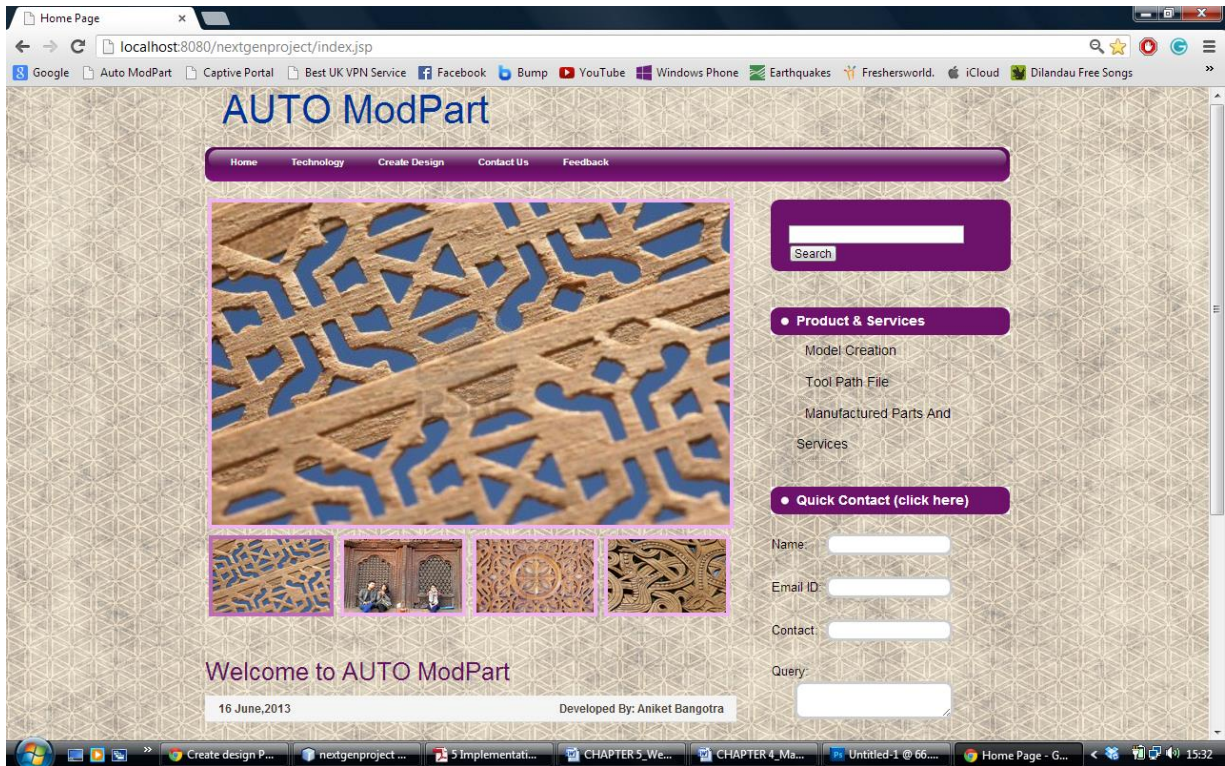 Home Page
localhost:8080/nextgenproject/index.jsp
Google Auto ModPart Captive Portal Best UK VPN Service Facebook Bump YouTube Windows Phone Earthquakes Freshersworld. iCloud Dilandau Free Songs »
AUTO ModPart
Home Technology Create Design Contact Us Feedback
Search
Product & Services
Model Creation
Tool Path File
Manufactured Parts And
Services
Quick Contact (click here)
Name:
Email ID:
Contact:
Query:
Welcome to AUTO ModPart
16 June,2013 Developed By: Aniket Bangotra
» Create design P... nextgenproject ... 5 Implementati... CHAPTER 5_We... CHAPTER 4_Ma... Untitled-1 @ 66.... Home Page - G... < 15:32